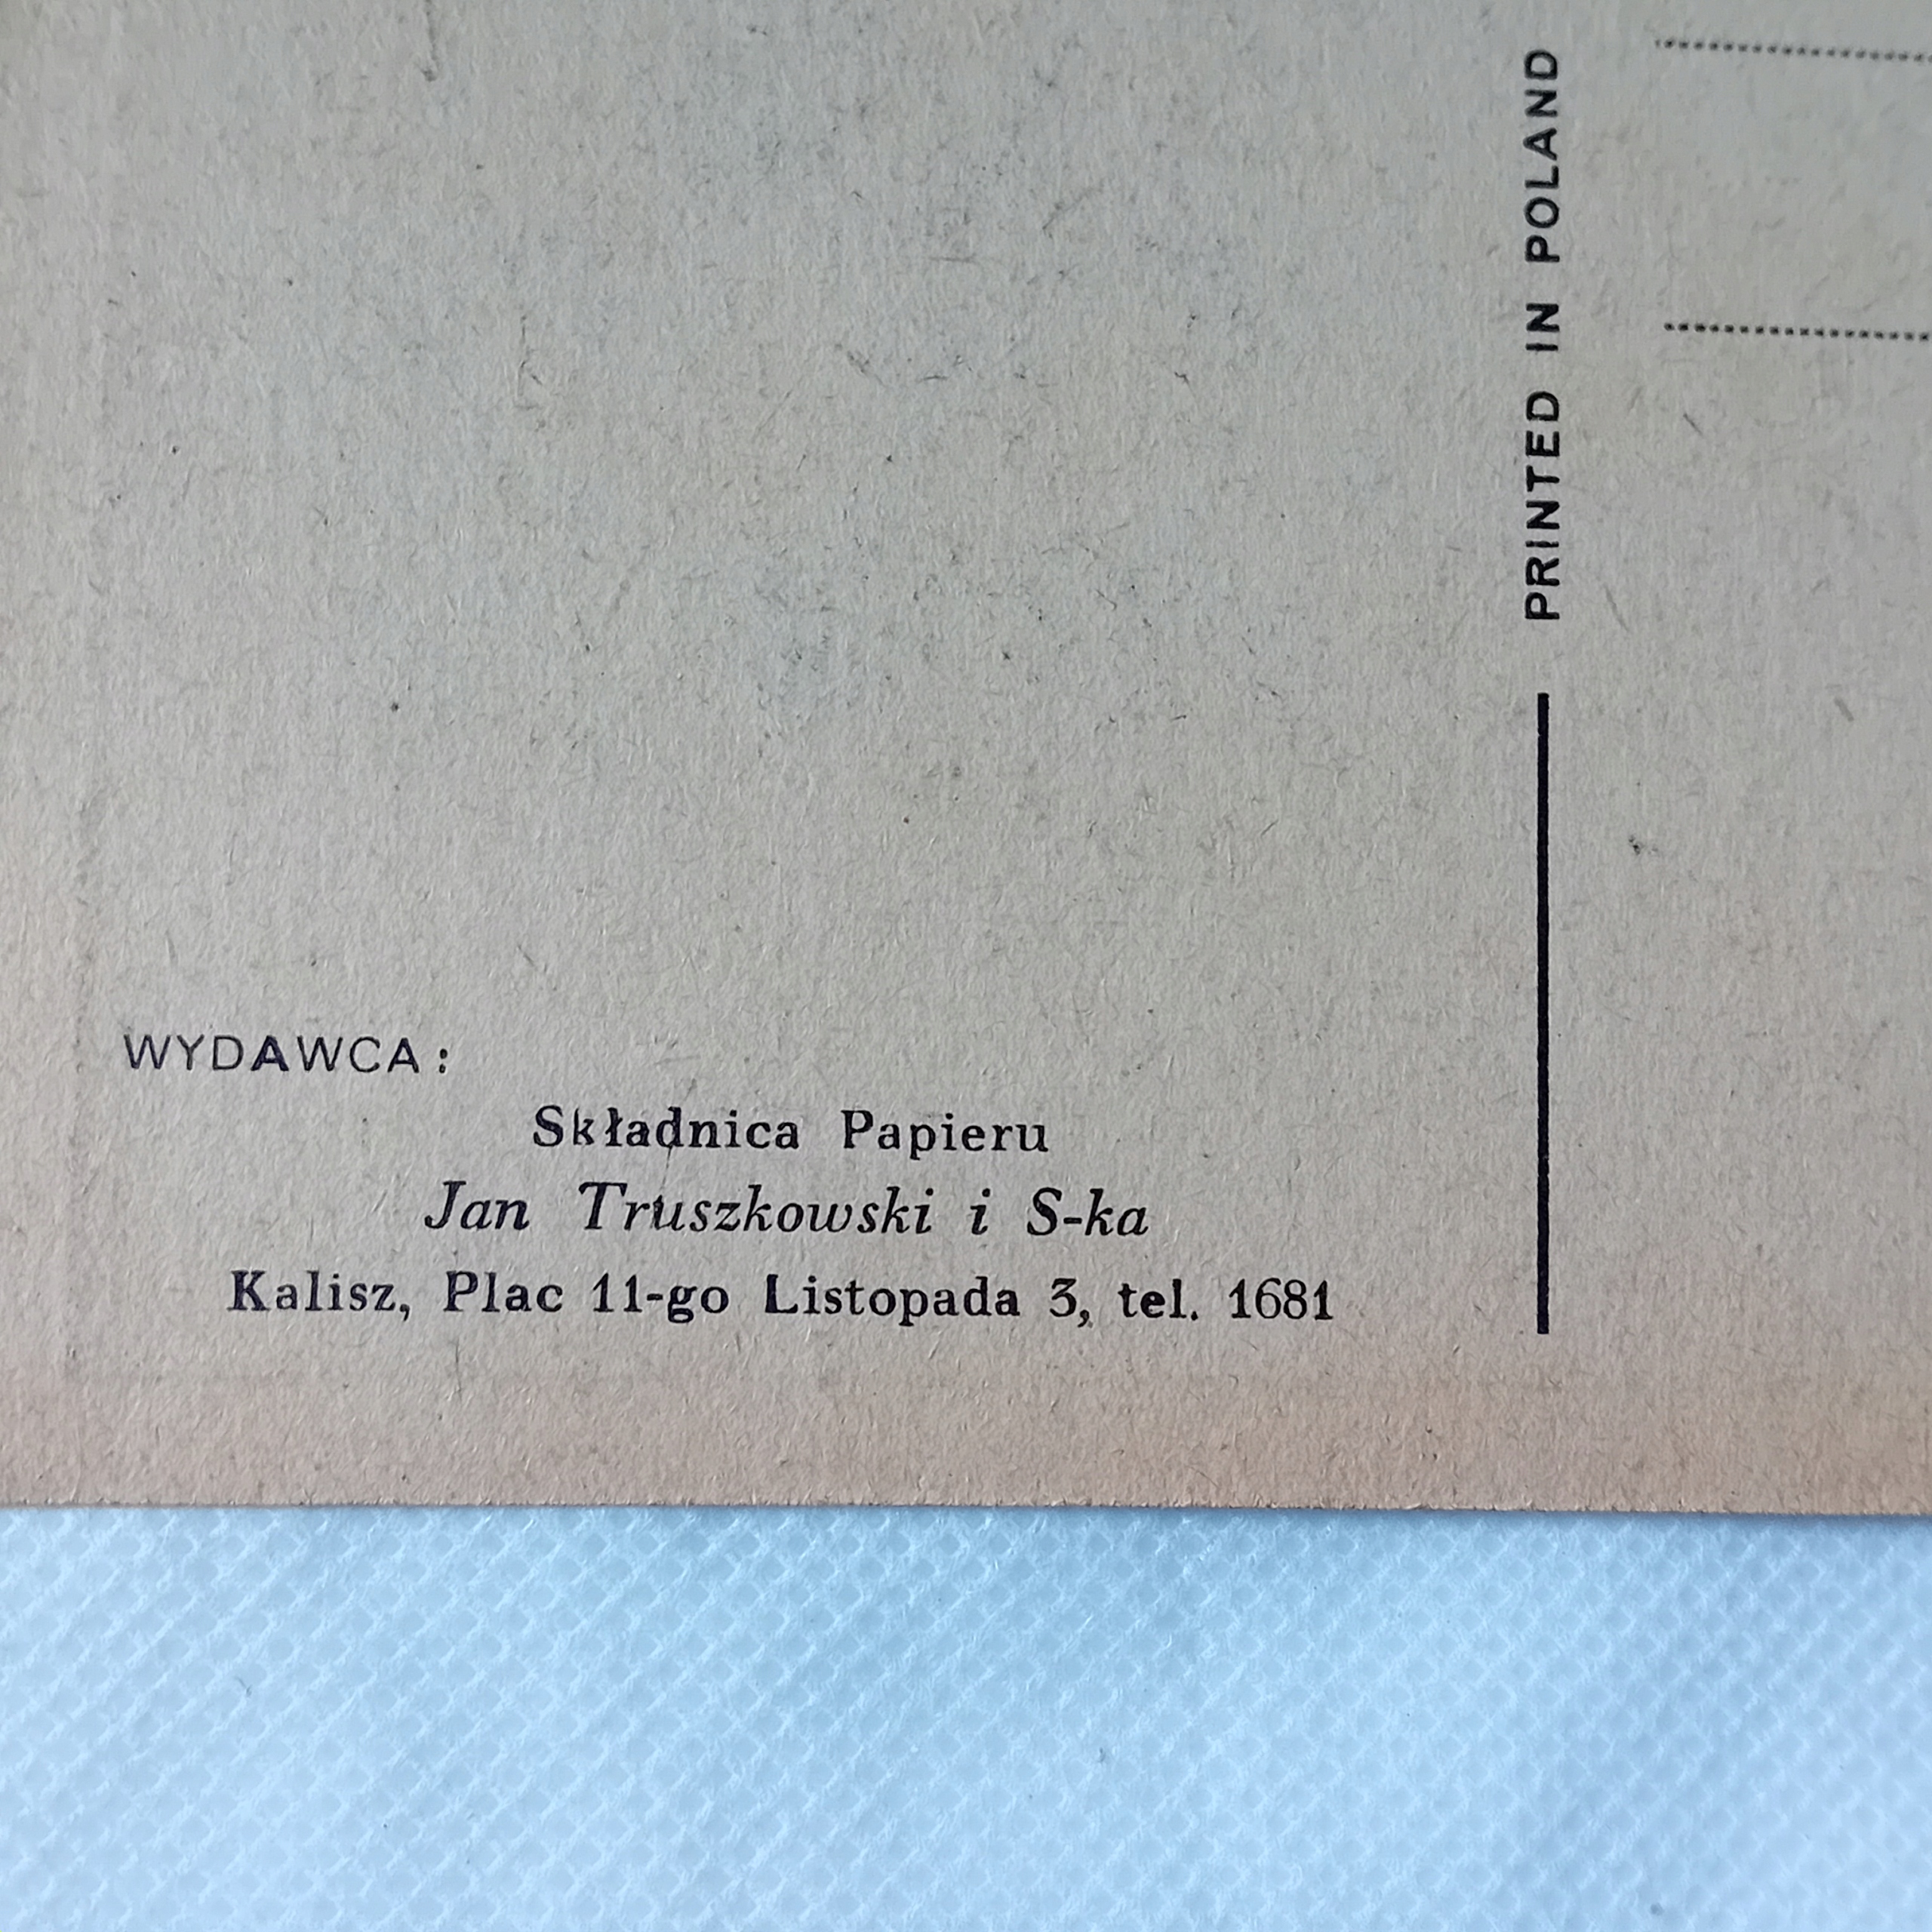 PRINTED IN POLAND
WYDAWCA:
Składnica Papieru
Jan Truszkowski i S-ka
Kalisz, Plac 11-go Listopada 3, tel. 1681